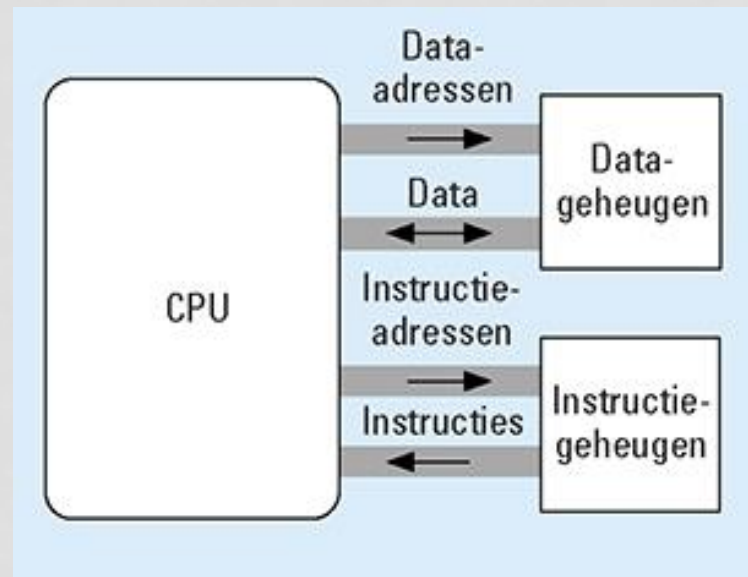 Data-
adressen
Data
Data-
geheugen
CPU
Instructie-
adressen
Instructies
Instructie-
geheugen